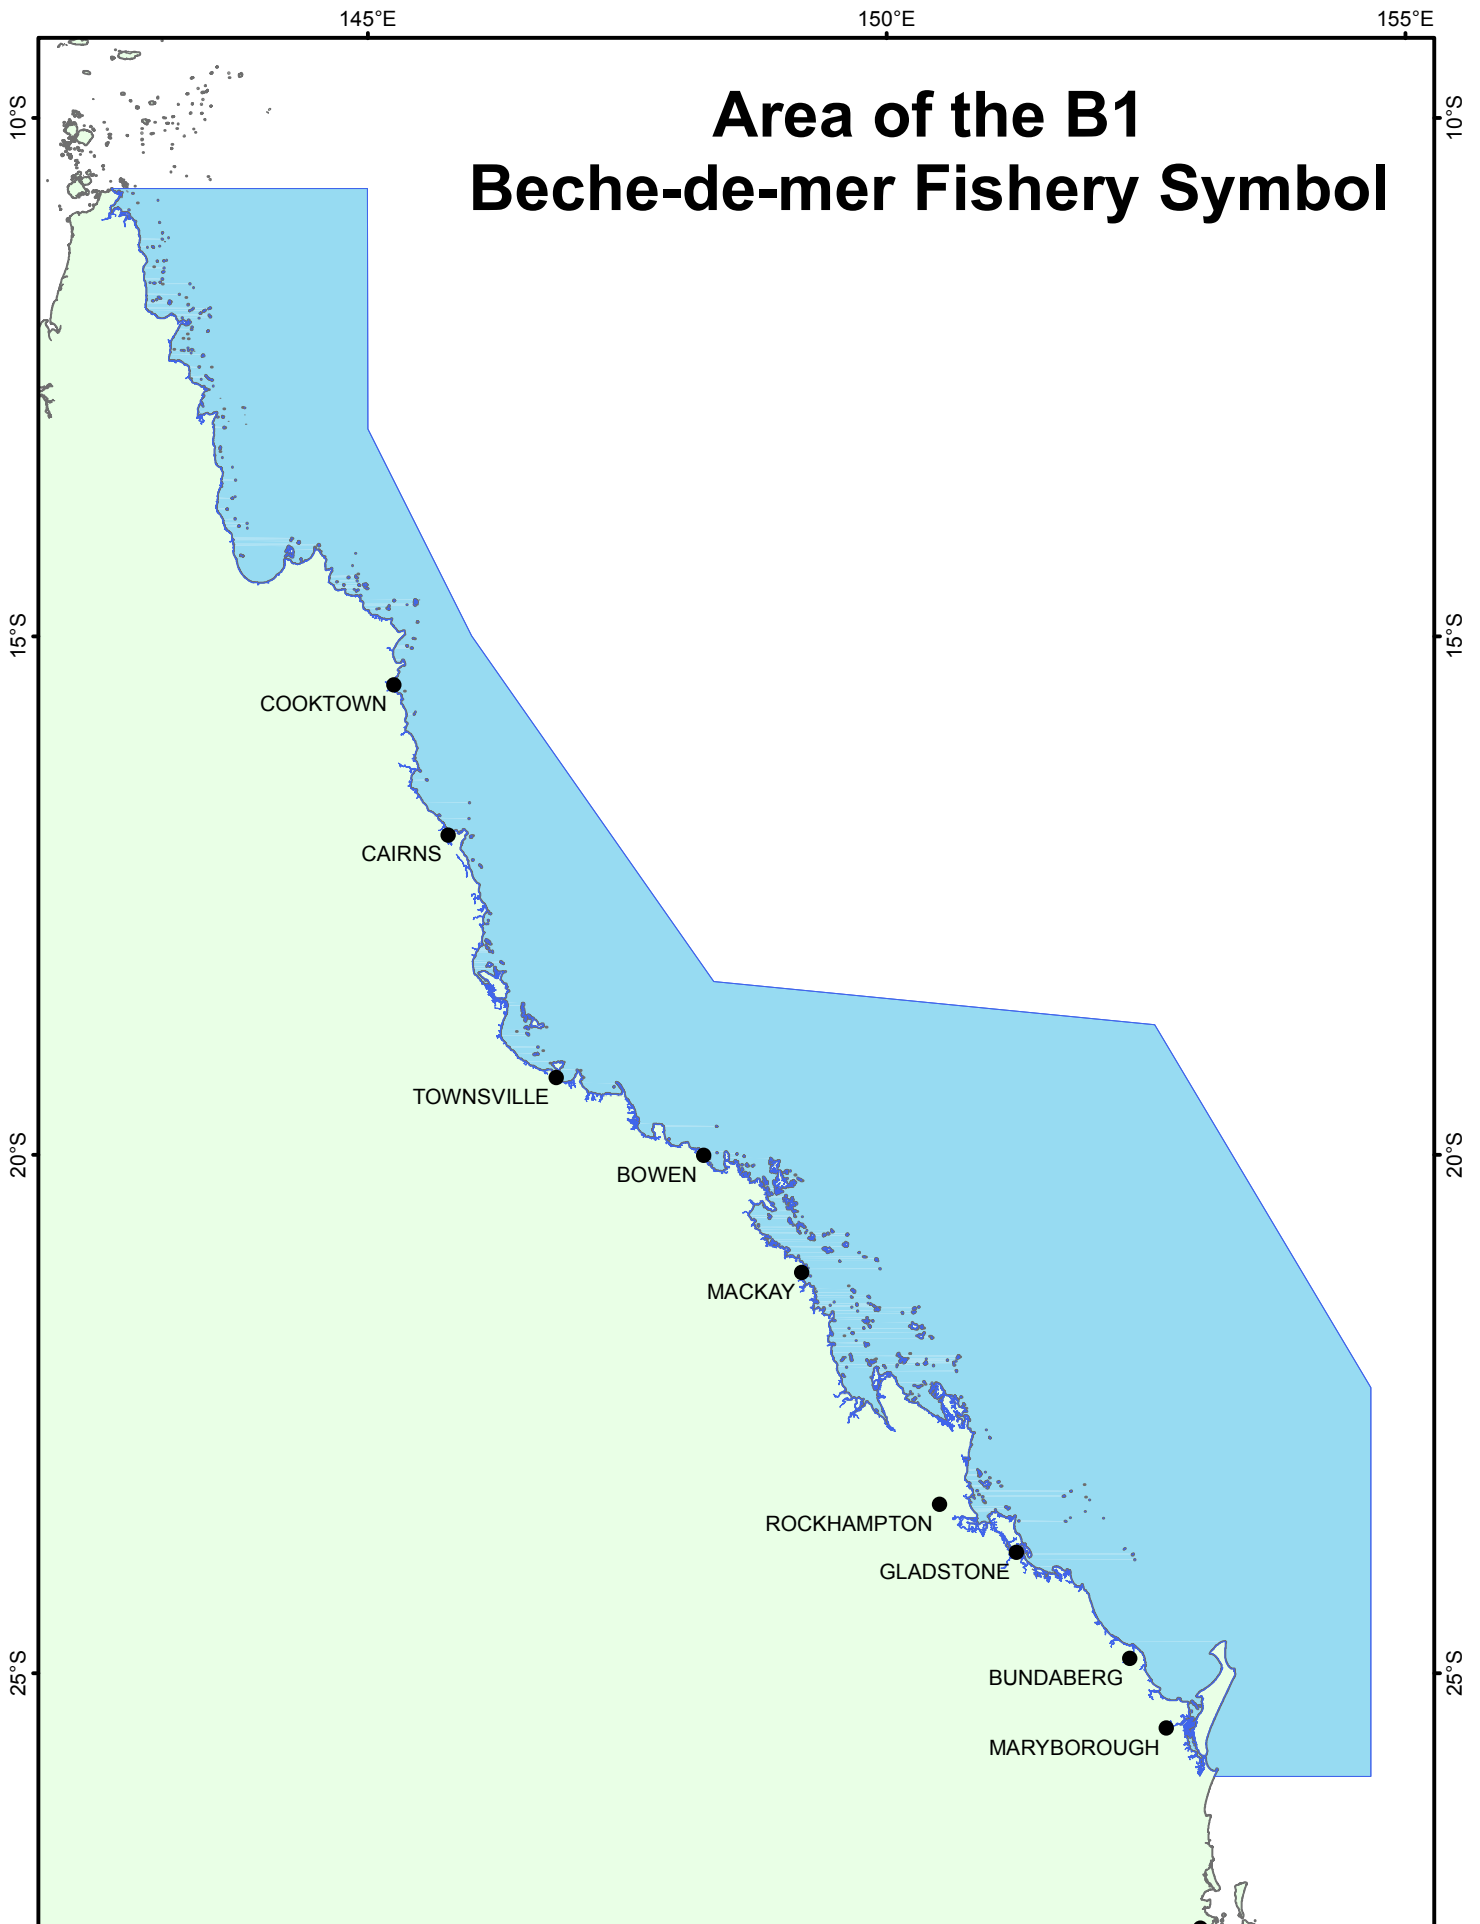 145°E
150°E
155°E
10°S
10°S
Area of the B1
Beche-de-mer Fishery Symbol
15°S
15°S
COOKTOWN
CAIRNS
TOWNSVILLE
20°S
20°S
BOWEN
MACKAY
ROCKHAMPTON
GLADSTONE
25°S
25°S
BUNDABERG
MARYBOROUGH